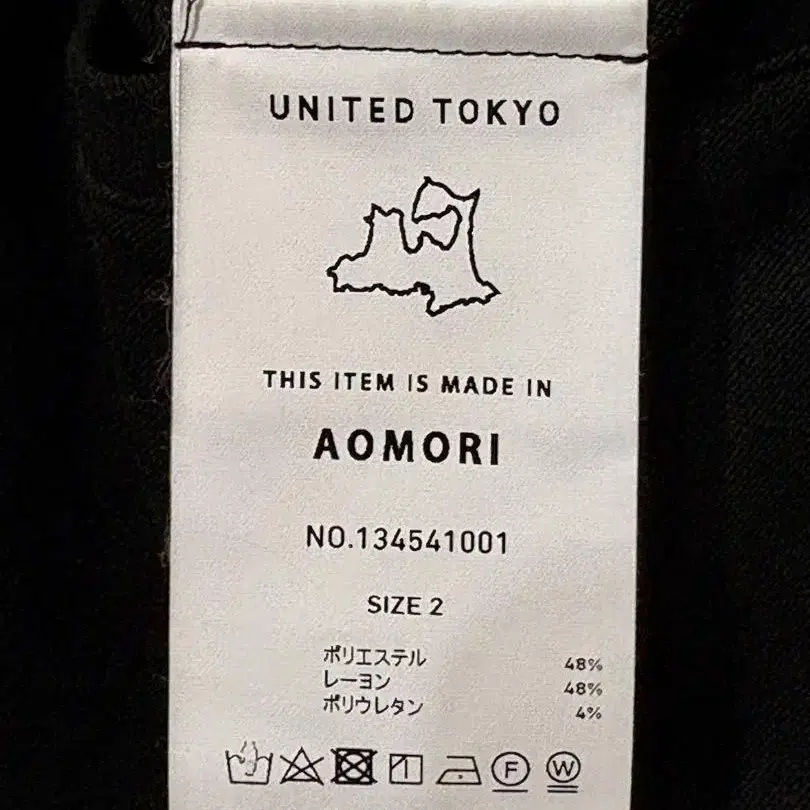 UNITED TOKYO
THIS ITEM IS MADE IN
AOMORI
NO.134541001
SIZE 2
ポリエステル 48%
レーヨン 48%
ポリウレタン 4%
F W